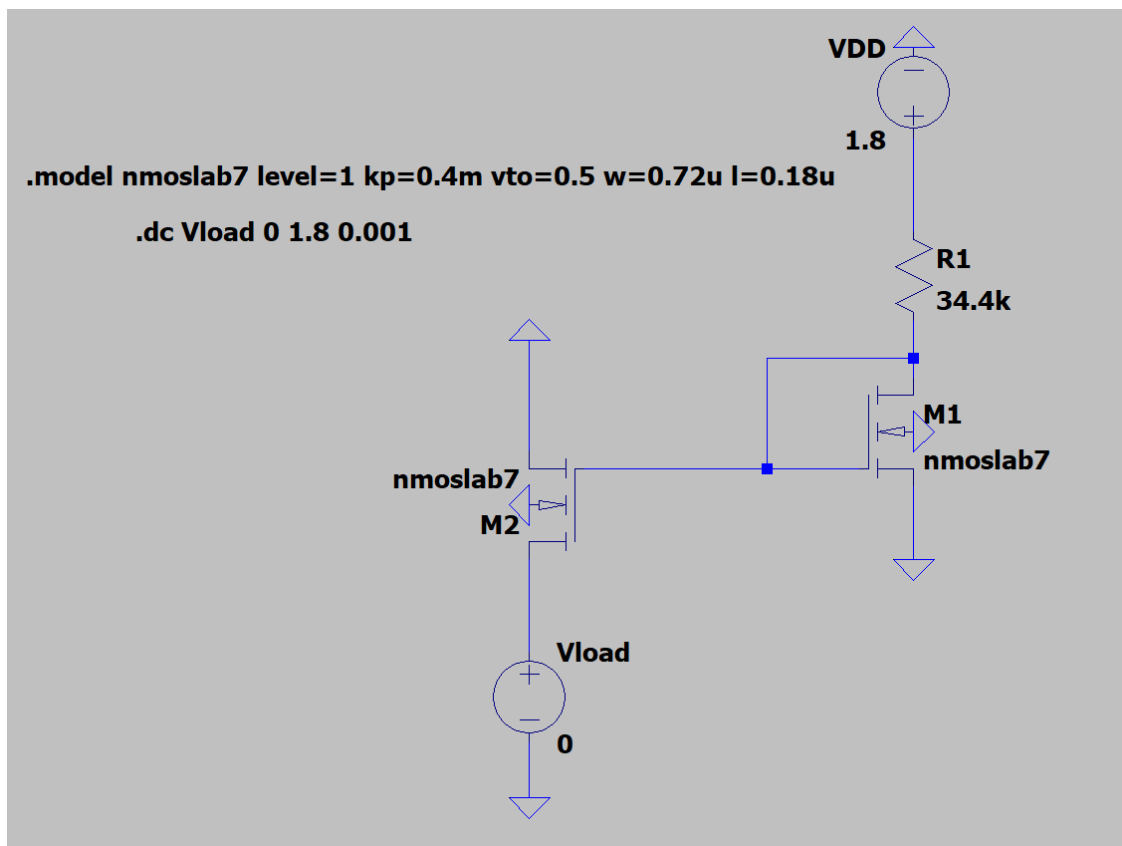 VDD
1.8
.model nmoslab7 level=1 kp=0.4m vto=0.5 w=0.72u l=0.18u
.dc Vload 0 1.8 0.001
R1
34.4k
M1
nmoslab7
nmoslab7
M2
Vload
0